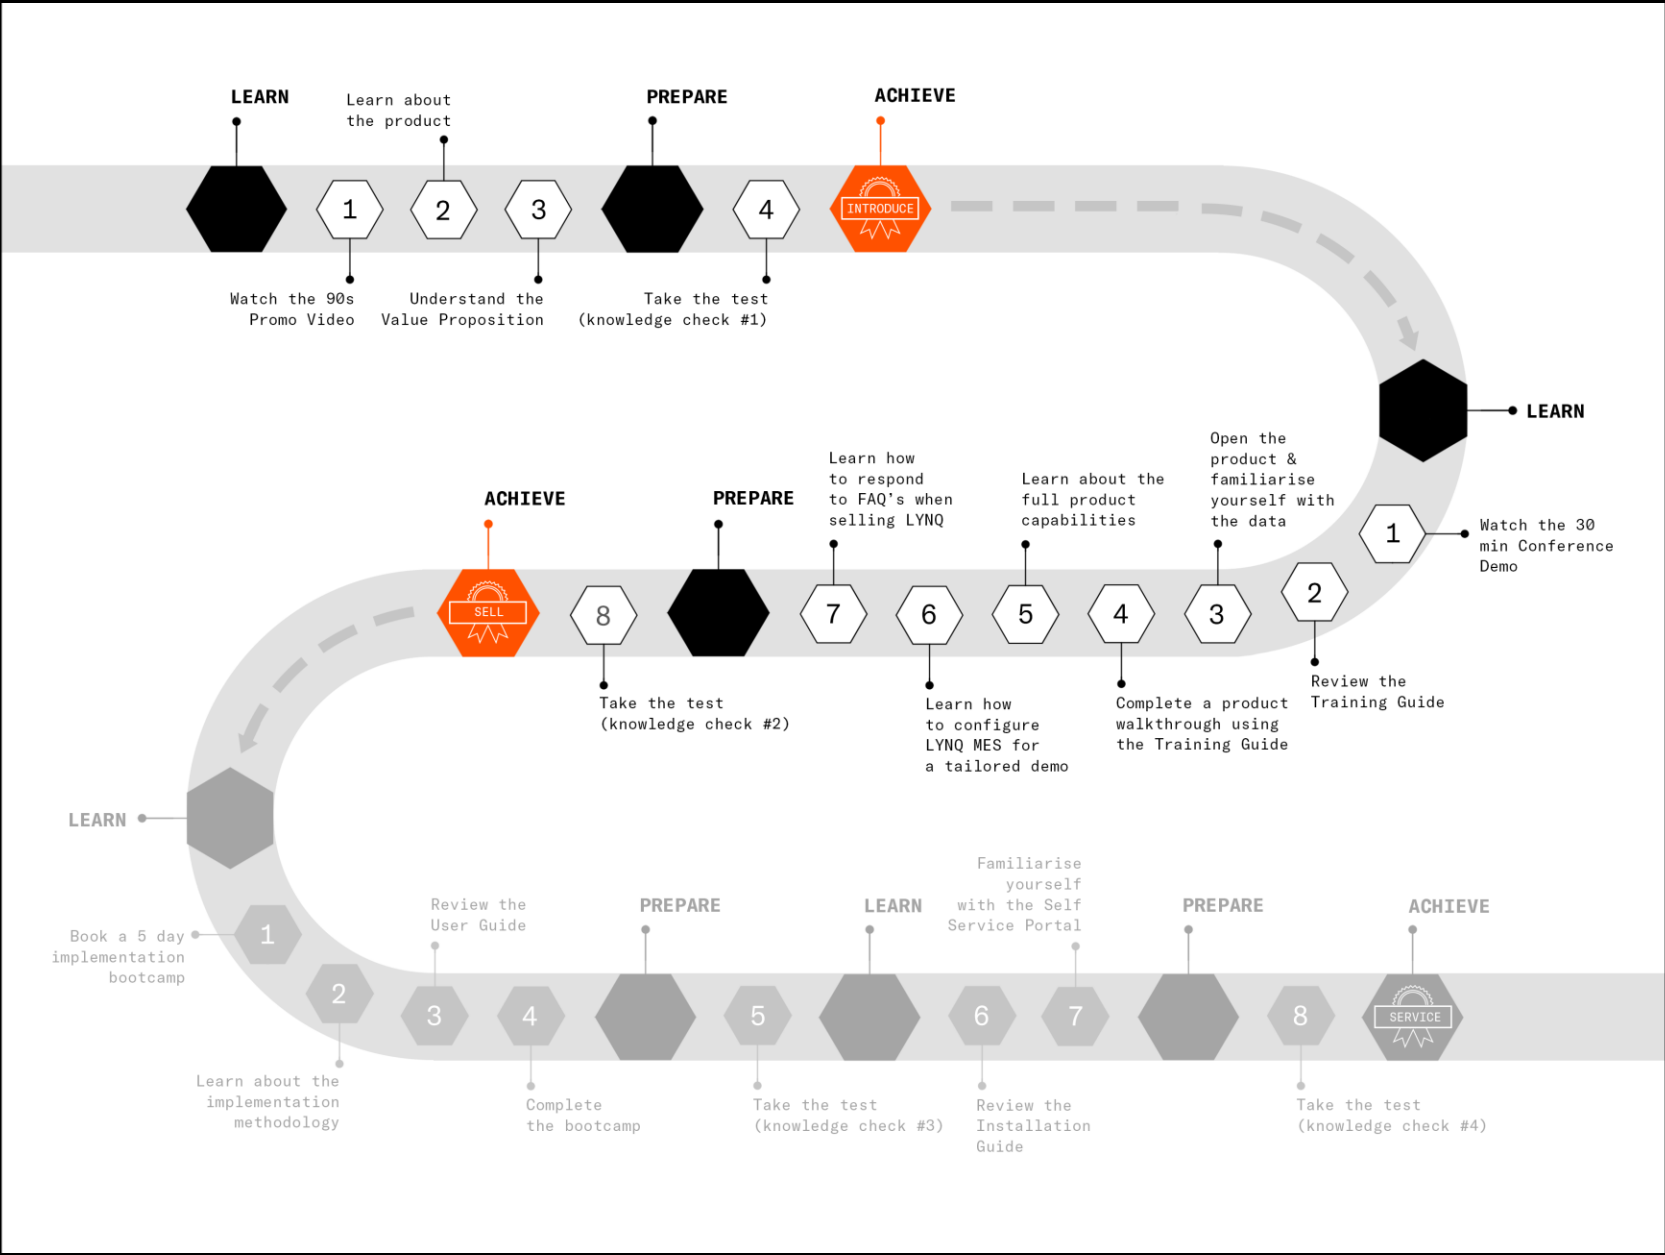 LEARN
Learn about
the product
PREPARE
ACHIEVE
1
2
3
4
INTRODUCE
Watch the 90s
Promo Video
Understand the
Value Proposition
Take the test
(knowledge check #1)
LEARN
1
Watch the 30
min Conference
Demo
2
Review the
Training Guide
Open the
product &
familiarise
yourself with
the data
3
4
Complete a product
walkthrough using
the Training Guide
Learn about the
full product
capabilities
5
6
Learn how
to configure
LYNQ MES for
a tailored demo
Learn how
to respond
to FAQ's when
selling LYNQ
7
PREPARE
8
Take the test
(knowledge check #2)
ACHIEVE
SELL
LEARN
1
Book a 5 day
implementation
bootcamp
2
Learn about the
implementation
methodology
Review the
User Guide
3
4
Complete
the bootcamp
PREPARE
5
Take the test
(knowledge check #3)
LEARN
6
Review the
Installation
Guide
Familiarise
yourself
with the Self
Service Portal
7
PREPARE
8
Take the test
(knowledge check #4)
ACHIEVE
SERVICE